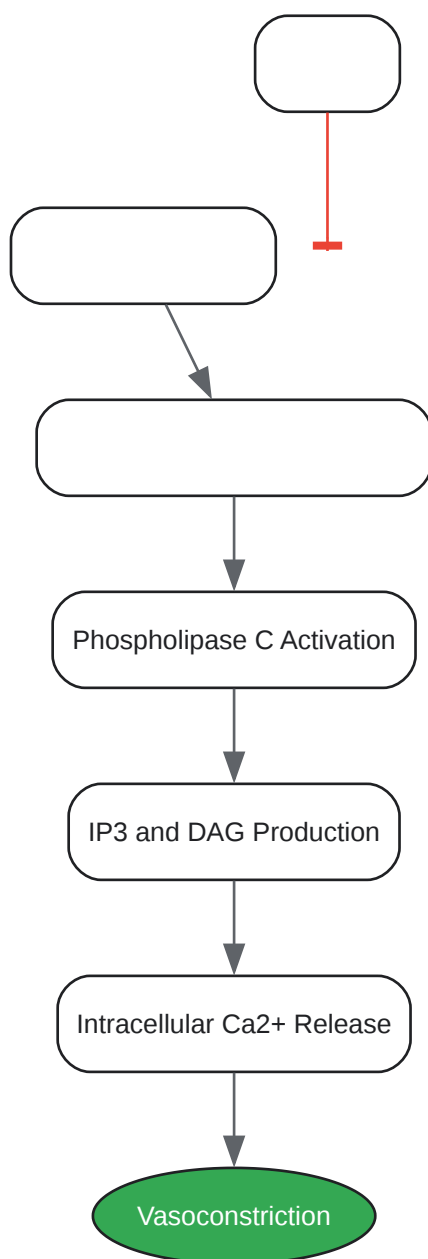 Phospholipase C Activation
IP3 and DAG Production
Intracellular Ca2+ Release
Vasoconstriction